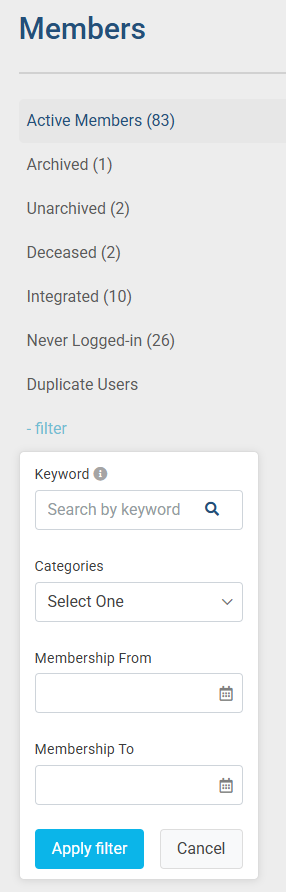 Members
Active Members (83)
Archived (1)
Unarchived (2)
Deceased (2)
Integrated (10)
Never Logged-in (26)
Duplicate Users
- filter
Keyword
Search by keyword
Categories
Select One
Membership From
Membership To
Apply filter Cancel